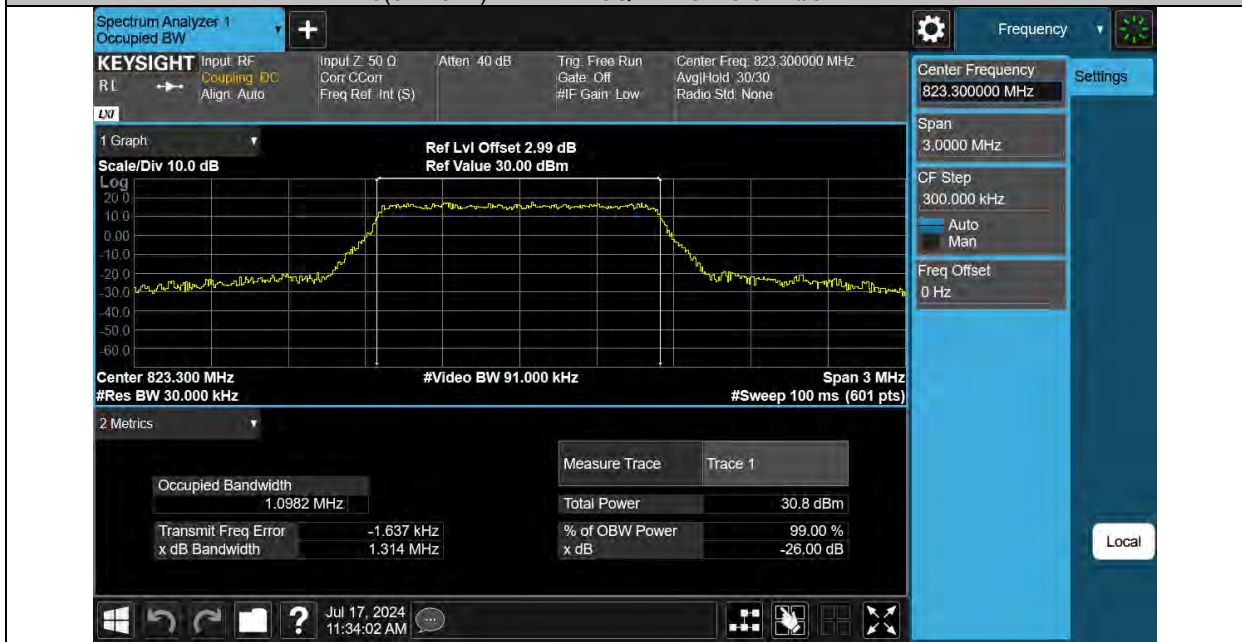 Spectrum Analyzer 1
Occupied BW
+
Frequency
KEYSIGHT
RL
LXI
Input: RF
Coupling: DC
Align: Auto
Input Z: 50 Ω
Corr CCorr
Freq Ref: Int (S)
Atten: 40 dB
Trig: Free Run
Gate: Off
#IF Gain: Low
Center Freq: 823.300000 MHz
Avg|Hold: 30/30
Radio Std: None
Center Frequency
823.300000 MHz
Settings
Span
3.0000 MHz
CF Step
300.000 kHz
Auto
Man
Freq Offset
0 Hz
Local
1 Graph
Scale/Div 10.0 dB
Ref Lvl Offset 2.99 dB
Ref Value 30.00 dBm
Log
20.0
10.0
0.00
-10.0
-20.0
-30.0
-40.0
-50.0
-60.0
Center 823.300 MHz
#Res BW 30.000 kHz
#Video BW 91.000 kHz
Span 3 MHz
#Sweep 100 ms (601 pts)
2 Metrics
Occupied Bandwidth
1.0982 MHz
Transmit Freq Error -1.637 kHz
x dB Bandwidth 1.314 MHz
Measure Trace Trace 1
Total Power 30.8 dBm
% of OBW Power 99.00 %
x dB -26.00 dB
?
Jul 17, 2024
11:34:02 AM